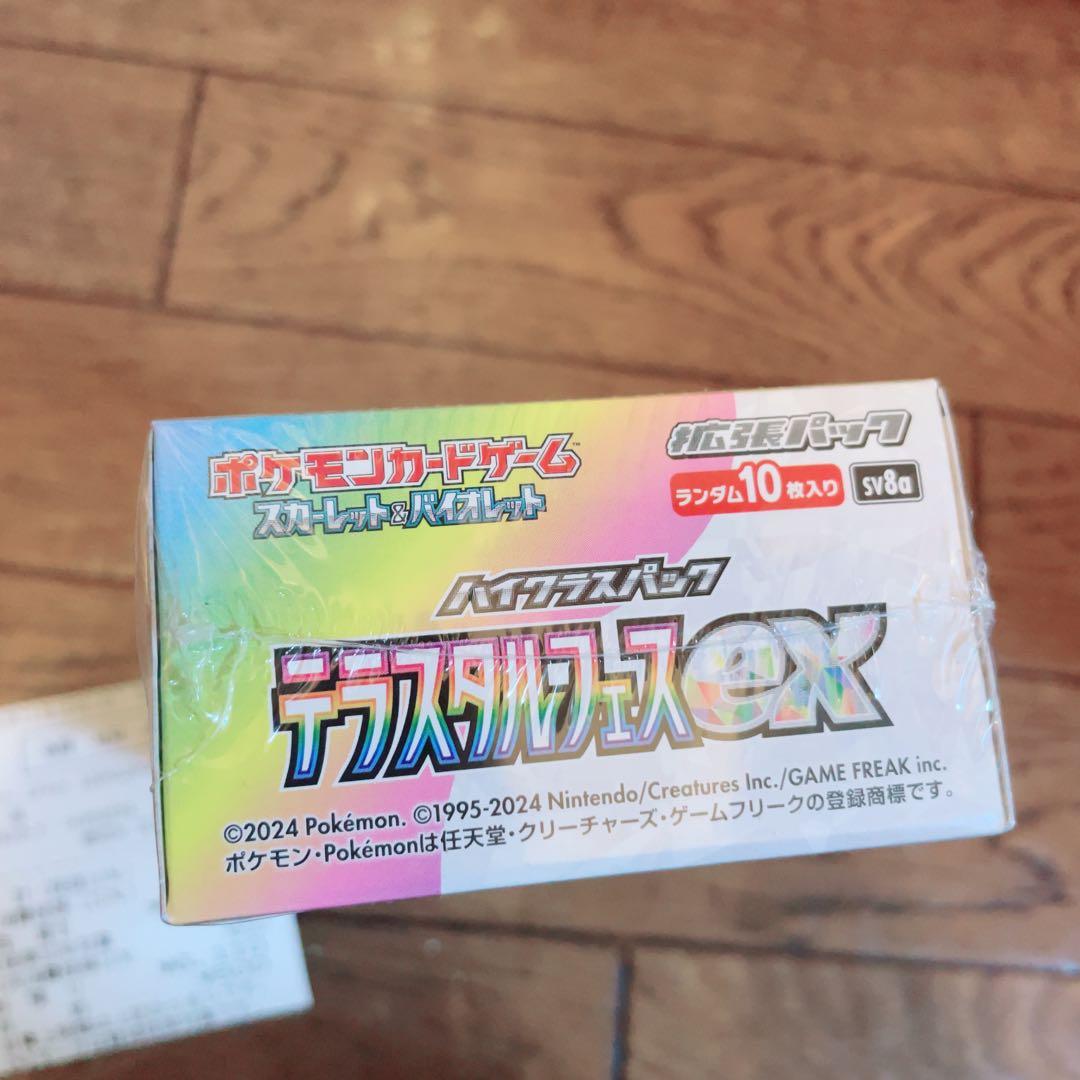 ポケモンカードゲーム™
スカーレット&バイオレット
拡張パック
ランダム10枚入り
SV8a
ハイクラスパック
テラスタルフェスex
©2024 Pokémon. ©1995-2024 Nintendo/Creatures Inc./GAME FREAK inc.
ポケモン・Pokémonは任天堂・クリーチャーズ・ゲームフリークの登録商標です。